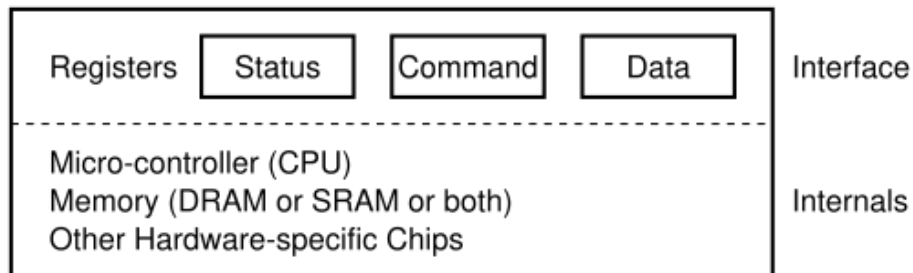 Registers Status Command Data Interface
Micro-controller (CPU)
Memory (DRAM or SRAM or both) Internals
Other Hardware-specific Chips